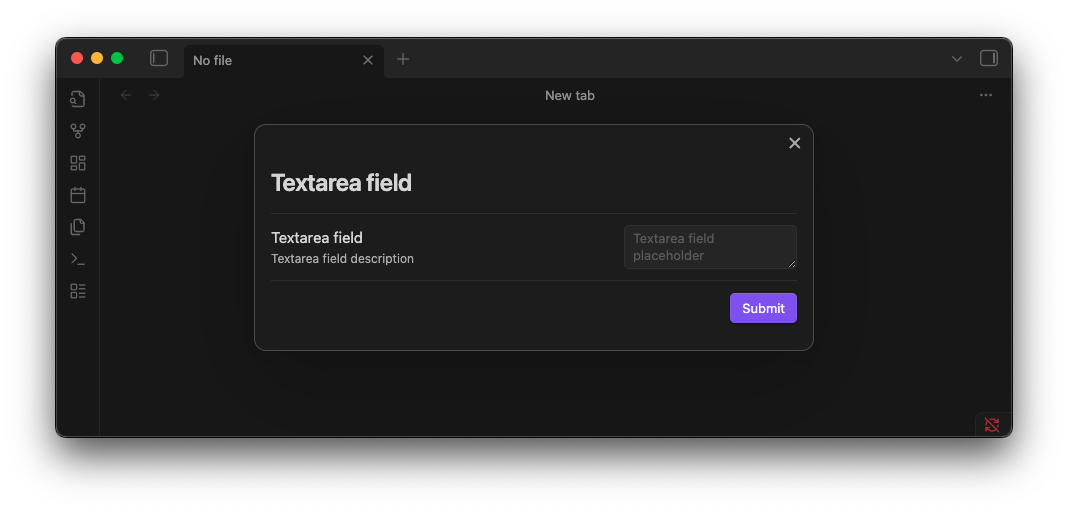 No file
New tab
Textarea field
Textarea field
Textarea field description
Textarea field
placeholder
Submit